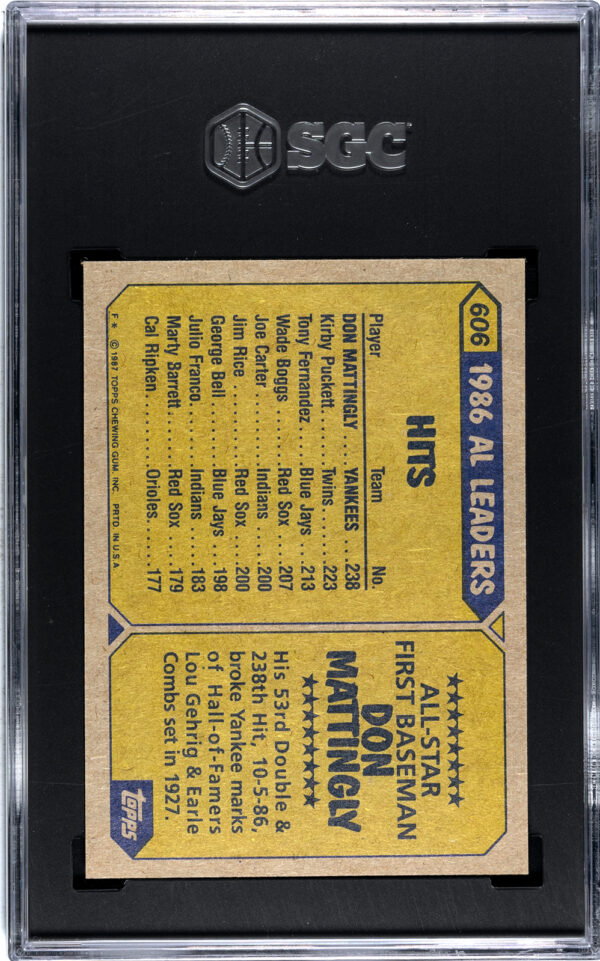 SGC
606 1986 AL LEADERS
HITS
Player Team No.
DON MATTINGLY .... YANKEES ...238
Kirby Puckett......... Twins.....223
Tony Fernandez...... Blue Jays ...213
Wade Boggs......... Red Sox ....207
Joe Carter............ Indians .....200
Jim Rice .............. Red Sox ....200
George Bell........... Blue Jays ...198
Julio Franco.......... Indians .....183
Marty Barrett........ Red Sox ....179
Cal Ripken........... Orioles......177
F* © 1987 TOPPS CHEWING GUM, INC. PRTD. IN U.S.A.
ALL-STAR
FIRST BASEMAN
DON
MATTINGLY
His 53rd Double &
238th Hit, 10-5-86,
broke Yankee marks
of Hall-of-Famers
Lou Gehrig & Earle
Combs set in 1927.
topps